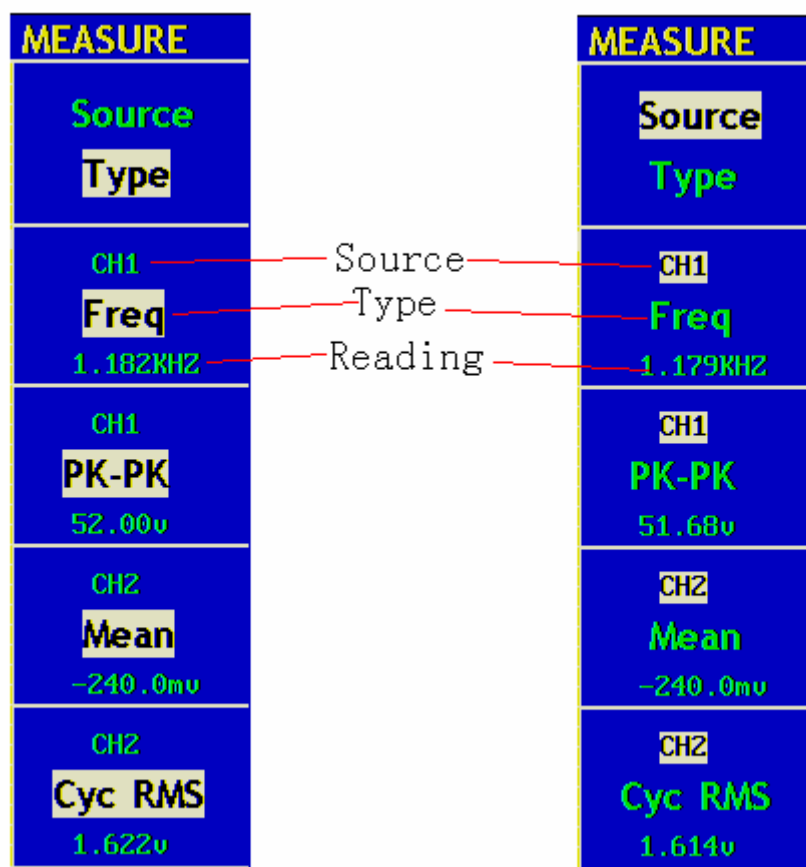 MEASURE
Source
Type
CH1
Freq
1.182KHZ
CH1
PK-PK
52.00v
CH2
Mean
-240.0mv
CH2
Cyc RMS
1.622v
Source
Type
Reading
MEASURE
Source
Type
CH1
Freq
1.179KHZ
CH1
PK-PK
51.68v
CH2
Mean
-240.0mv
CH2
Cyc RMS
1.614v